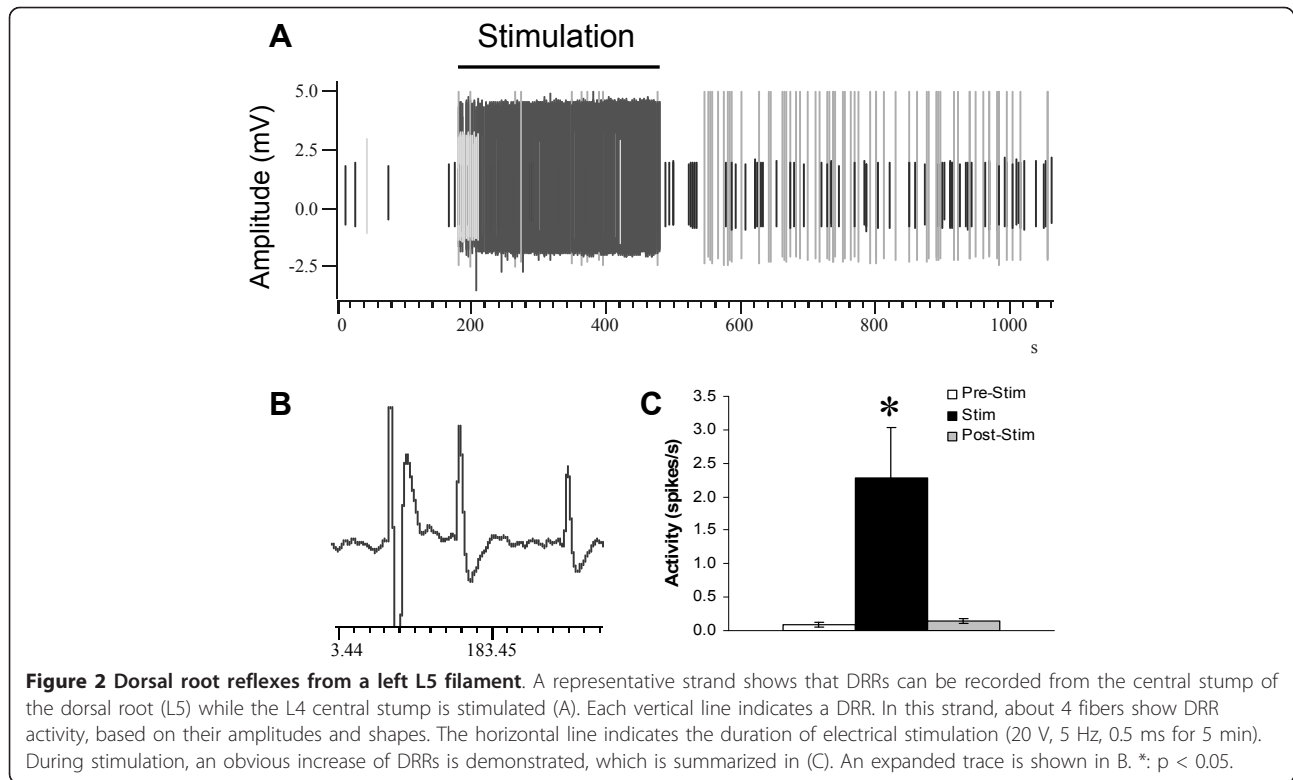 A
Stimulation
Amplitude (mV)
5.0
2.5
0.0
-2.5
0 200 400 600 800 1000
s
B
3.44 183.45
C
Activity (spikes/s)
3.5
3.0
2.5
2.0
1.5
1.0
0.5
0.0
*
Pre-Stim
Stim
Post-Stim
Figure 2 Dorsal root reflexes from a left L5 filament. A representative strand shows that DRRs can be recorded from the central stump of
the dorsal root (L5) while the L4 central stump is stimulated (A). Each vertical line indicates a DRR. In this strand, about 4 fibers show DRR
activity, based on their amplitudes and shapes. The horizontal line indicates the duration of electrical stimulation (20 V, 5 Hz, 0.5 ms for 5 min).
During stimulation, an obvious increase of DRRs is demonstrated, which is summarized in (C). An expanded trace is shown in B. *: p < 0.05.